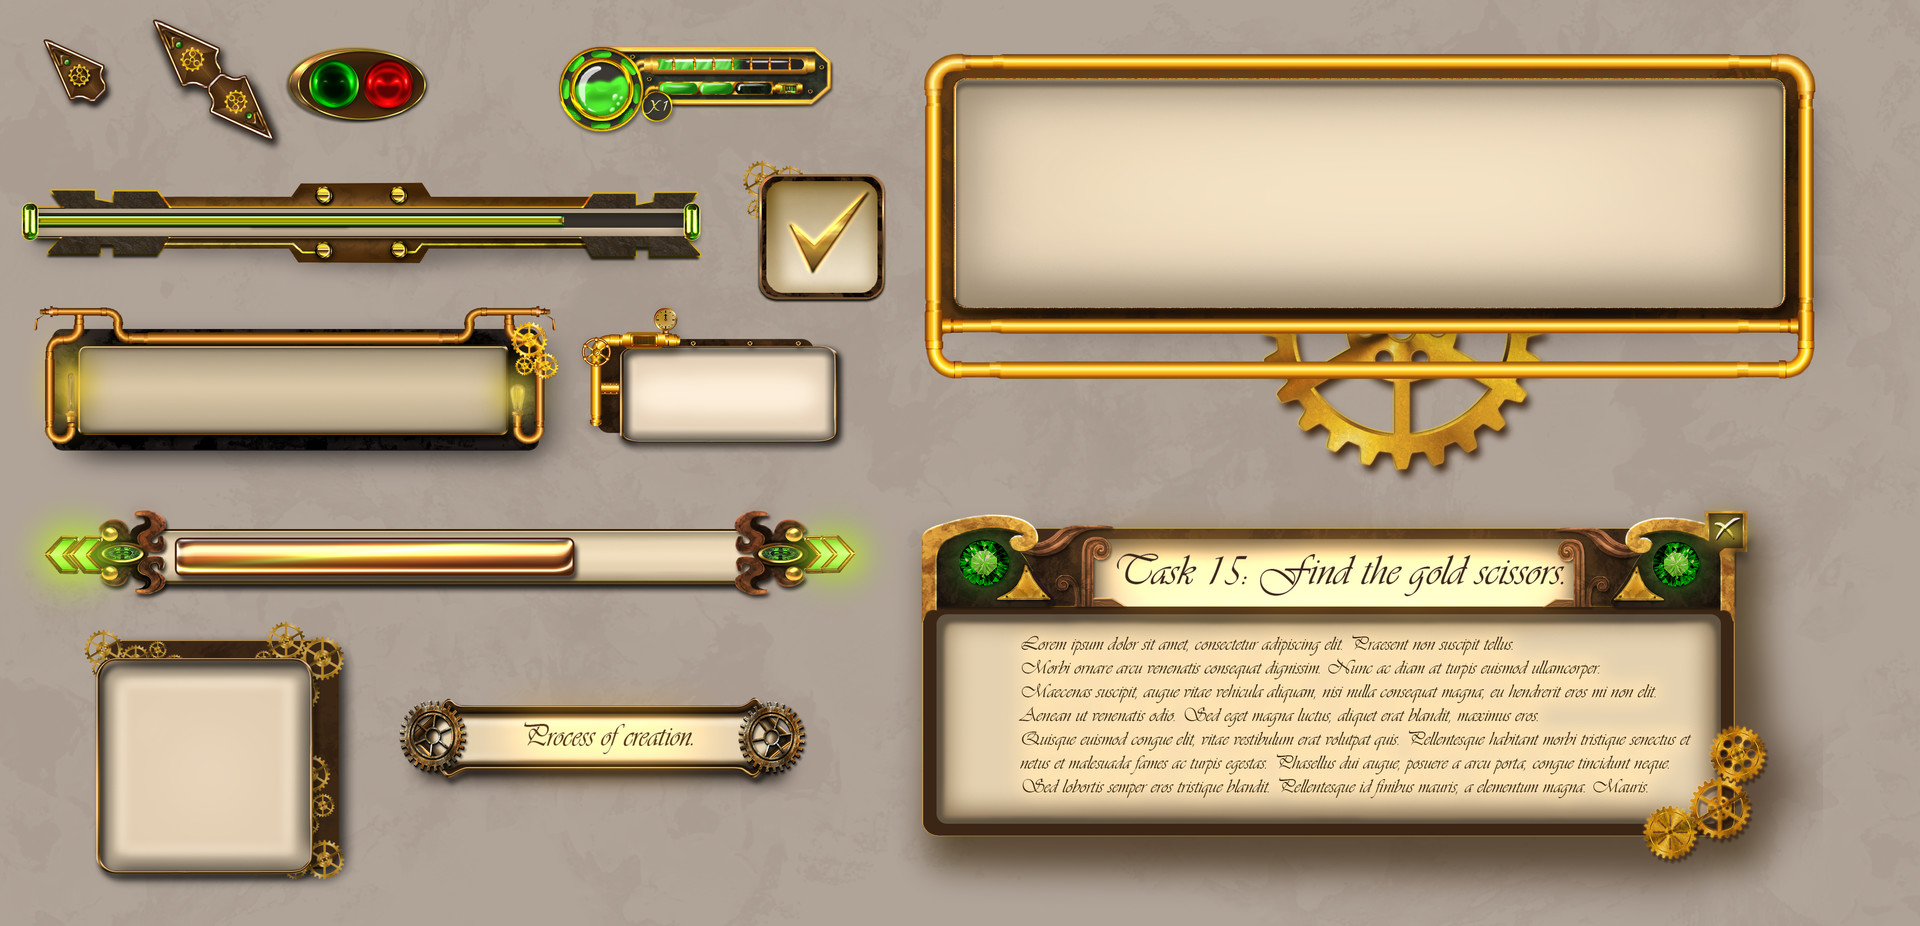 X1
Process of creation.
Task 15: Find the gold scissors.
Lorem ipsum dolor sit amet, consectetur adipiscing elit. Praesent non suscipit tellus.
Morbi ornare arcu venenatis consequat dignissim. Nunc ac diam at turpis euismod ullamcorper.
Maecenas suscipit, augue vitae vehicula aliquam, nisi nulla consequat magna, eu hendrerit eros mi non elit.
Aenean ut venenatis odio. Sed eget magna luctus, aliquet erat blandit, maximus eros.
Quisque euismod congue elit, vitae vestibulum erat volutpat quis. Pellentesque habitant morbi tristique senectus et
netus et malesuada fames ac turpis egestas. Phasellus dui augue, posuere a arcu porta, congue tincidunt neque.
Sed lobortis semper eros tristique blandit. Pellentesque id finibus mauris, a elementum magna. Mauris.